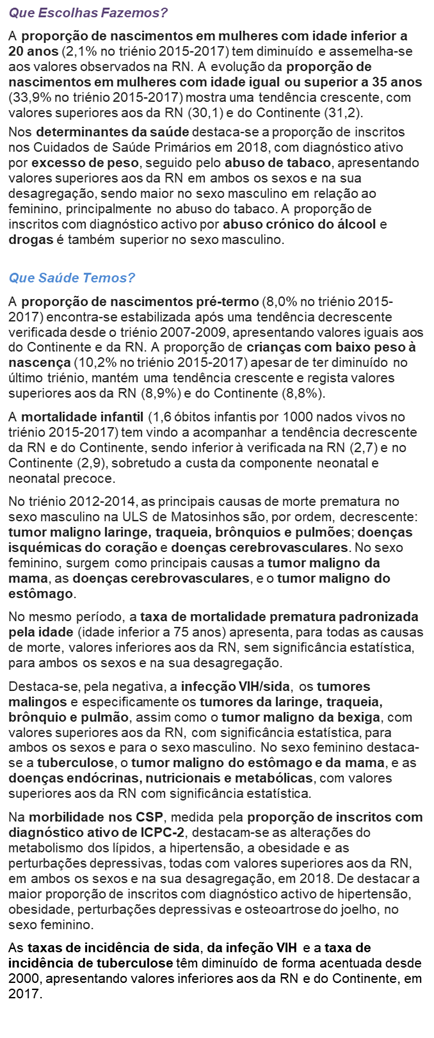 Que Escolhas Fazemos?
A proporção de nascimentos em mulheres com idade inferior a
20 anos (2,1% no triénio 2015-2017) tem diminuído e assemelha-se
aos valores observados na RN. A evolução da proporção de
nascimentos em mulheres com idade igual ou superior a 35 anos
(33,9% no triénio 2015-2017) mostra uma tendência crescente, com
valores superiores aos da RN (30,1) e do Continente (31,2).
Nos determinantes da saúde destaca-se a proporção de inscritos
nos Cuidados de Saúde Primários em 2018, com diagnóstico ativo
por excesso de peso, seguido pelo abuso de tabaco, apresentando
valores superiores aos da RN em ambos os sexos e na sua
desagregação, sendo maior no sexo masculino em relação ao
feminino, principalmente no abuso do tabaco. A proporção de
inscritos com diagnóstico activo por abuso crónico do álcool e
drogas é também superior no sexo masculino.
Que Saúde Temos?
A proporção de nascimentos pré-termo (8,0% no triénio 2015-
2017) encontra-se estabilizada após uma tendência decrescente
verificada desde o triénio 2007-2009, apresentando valores iguais aos
do Continente e da RN. A proporção de crianças com baixo peso à
nascença (10,2% no triénio 2015-2017) apesar de ter diminuído no
último triénio, mantém uma tendência crescente e regista valores
superiores aos da RN (8,9%) e do Continente (8,8%).
A mortalidade infantil (1,6 óbitos infantis por 1000 nados vivos no
triénio 2015-2017) tem vindo a acompanhar a tendência decrescente
da RN e do Continente, sendo inferior à verificada na RN (2,7) e no
Continente (2,9), sobretudo a custa da componente neonatal e
neonatal precoce.
No triénio 2012-2014, as principais causas de morte prematura no
sexo masculino na ULS de Matosinhos são, por ordem, decrescente:
tumor maligno laringe, traqueia, brônquios e pulmões; doenças
isquémicas do coração e doenças cerebrovasculares. No sexo
feminino, surgem como principais causas a tumor maligno da
mama, as doenças cerebrovasculares, e o tumor maligno do
estômago.
No mesmo período, a taxa de mortalidade prematura padronizada
pela idade (idade inferior a 75 anos) apresenta, para todas as causas
de morte, valores inferiores aos da RN, sem significância estatística,
para ambos os sexos e na sua desagregação.
Destaca-se, pela negativa, a infecção VIH/sida, os tumores
malingos e especificamente os tumores da laringe, traqueia,
brônquio e pulmão, assim como o tumor maligno da bexiga, com
valores superiores aos da RN, com significância estatística, para
ambos os sexos e para o sexo masculino. No sexo feminino destaca-
se a tuberculose, o tumor maligno do estômago e da mama, e as
doenças endócrinas, nutricionais e metabólicas, com valores
superiores aos da RN com significância estatística.
Na morbilidade nos CSP, medida pela proporção de inscritos com
diagnóstico ativo de ICPC-2, destacam-se as alterações do
metabolismo dos lípidos, a hipertensão, a obesidade e as
perturbações depressivas, todas com valores superiores aos da RN,
em ambos os sexos e na sua desagregação, em 2018. De destacar a
maior proporção de inscritos com diagnóstico activo de hipertensão,
obesidade, perturbações depressivas e osteoartrose do joelho, no
sexo feminino.
As taxas de incidência de sida, da infeção VIH e a taxa de
incidência de tuberculose têm diminuído de forma acentuada desde
2000, apresentando valores inferiores aos da RN e do Continente, em
2017.